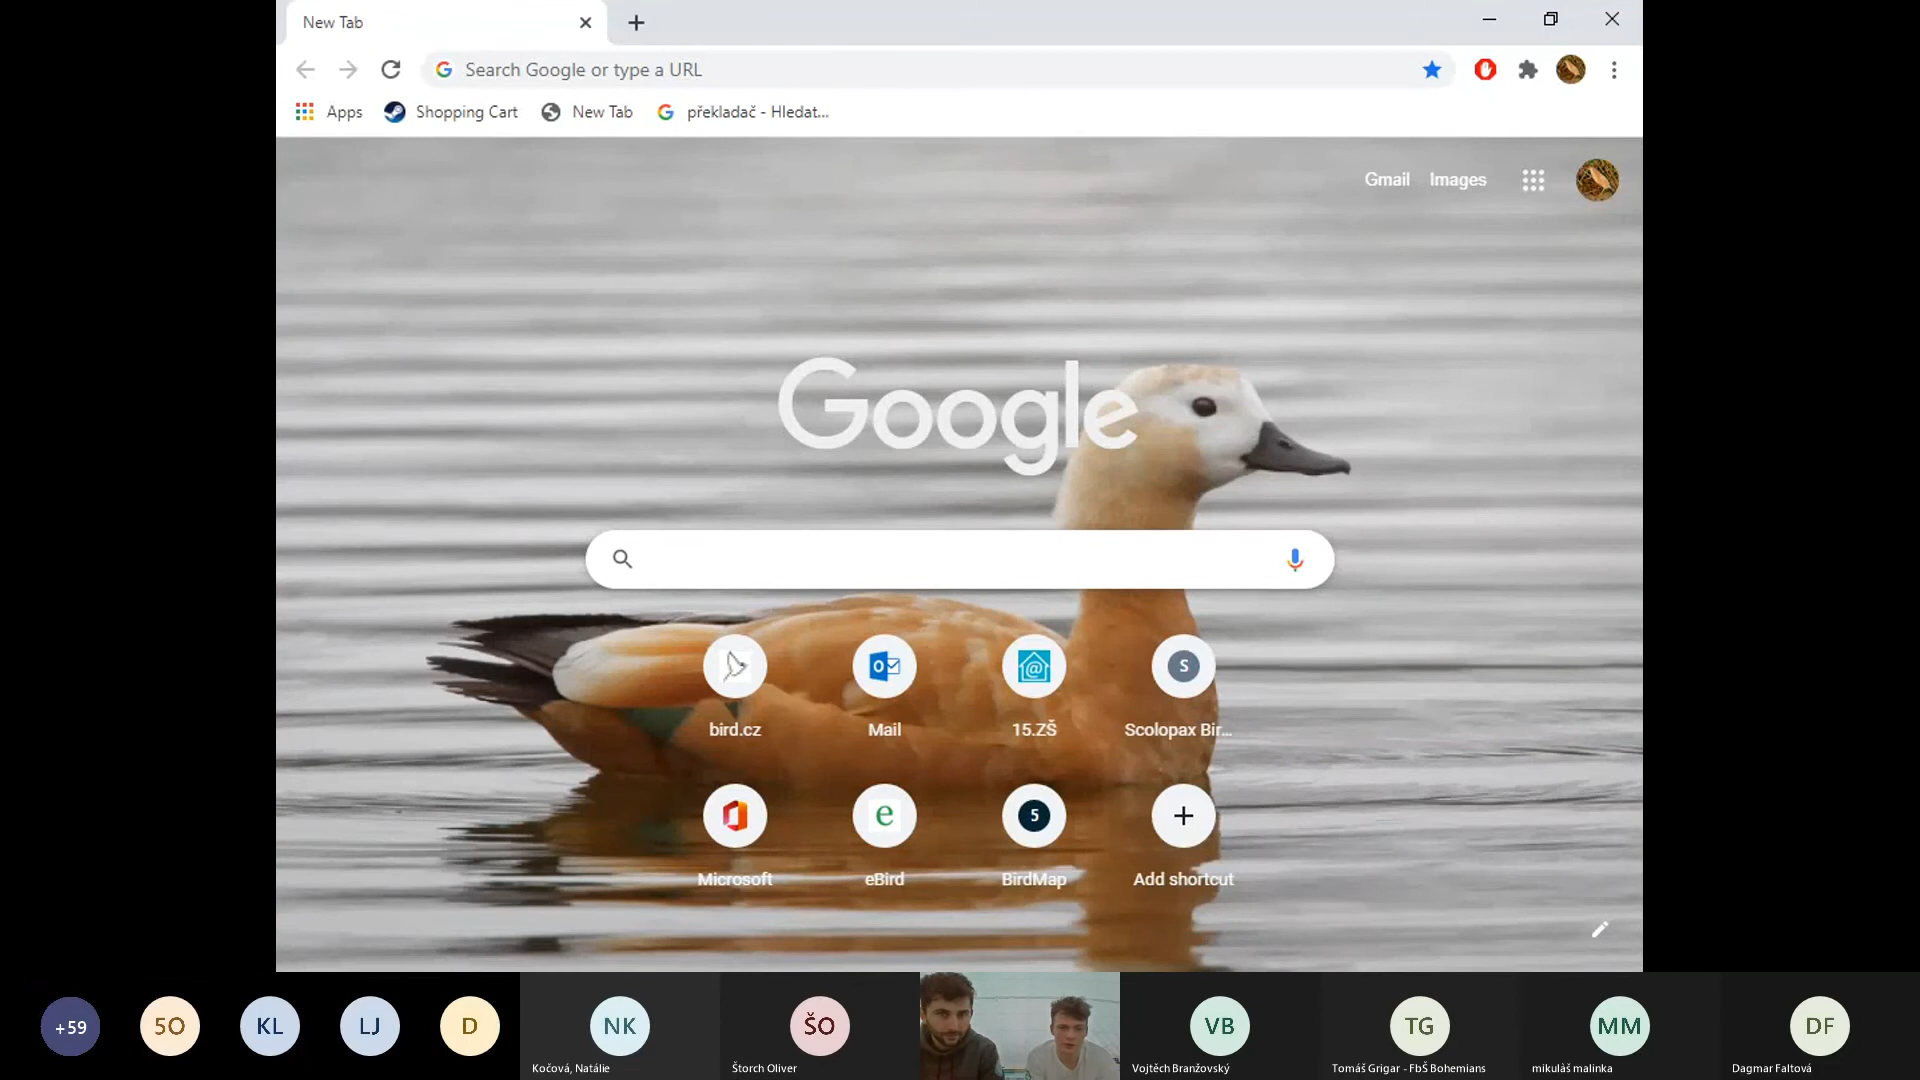 New Tab
Search Google or type a URL
Apps
Shopping Cart
New Tab
překladač - Hledat...
Gmail
Images
Google
bird.cz
Mail
15.ZŠ
S
Scolopax Bir...
e
5
Microsoft
eBird
BirdMap
Add shortcut
+59
5O
KL
LJ
D
NK
ŠO
VB
TG
MM
DF
Kočová, Natálie
Štorch Oliver
Vojtěch Branžovský
Tomáš Grigar - FbŠ Bohemians
mikuláš malinka
Dagmar Faltová